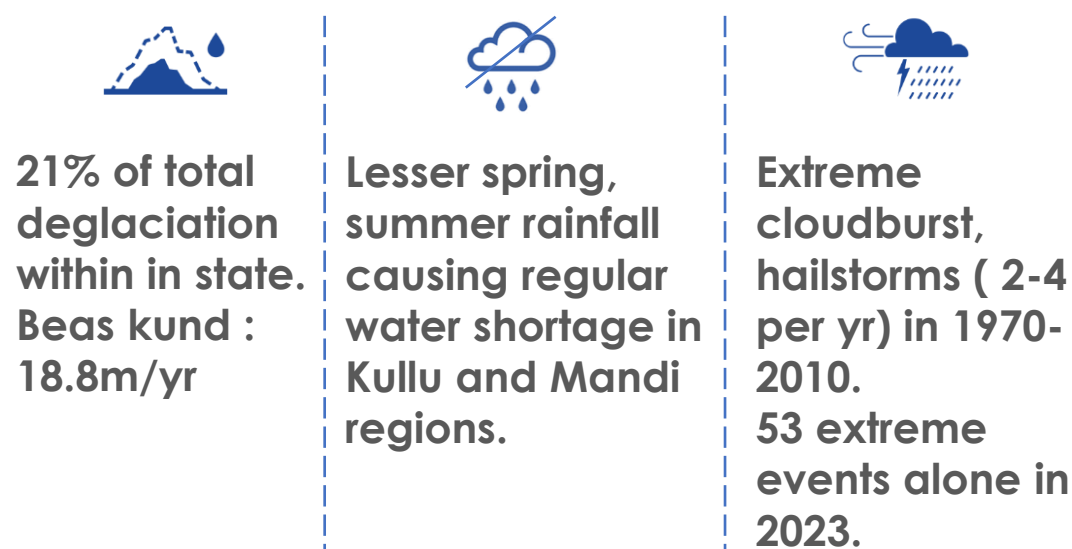 21% of total
deglaciation
within in state.
Beas kund :
18.8m/yr
Lesser spring,
summer rainfall
causing regular
water shortage in
Kullu and Mandi
regions.
Extreme
cloudburst,
hailstorms ( 2-4
per yr) in 1970-
2010.
53 extreme
events alone in
2023.